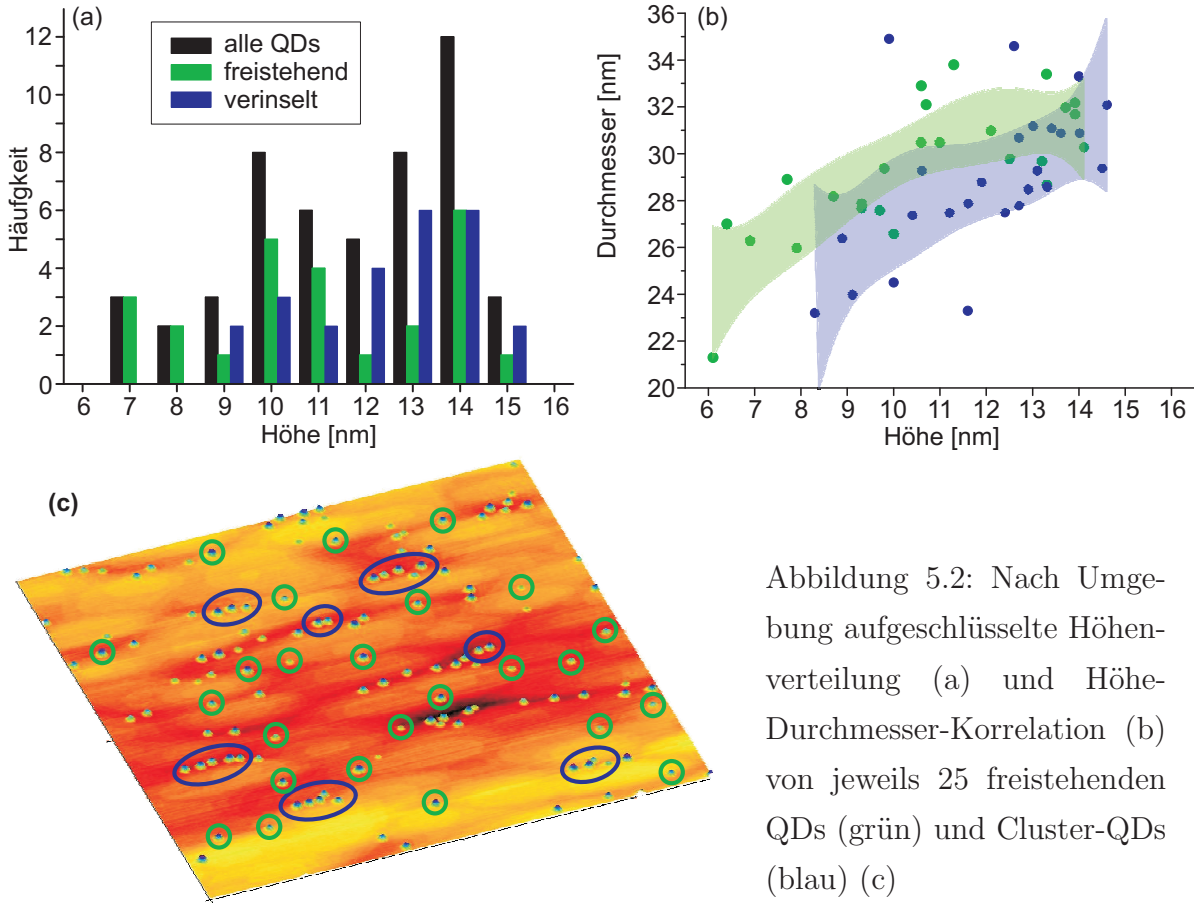 (a)
12
10
8
6
4
2
0
Häufgkeit
alle QDs
freistehend
verinselt
6 7 8 9 10 11 12 13 14 15 16
Höhe [nm]
(b)
36
34
32
30
28
26
24
22
20
Durchmesser [nm]
6 7 8 9 10 11 12 13 14 15 16
Höhe [nm]
(c)
Abbildung 5.2: Nach Umge-
bung aufgeschlüsselte Höhen-
verteilung (a) und Höhe-
Durchmesser-Korrelation (b)
von jeweils 25 freistehenden
QDs (grün) und Cluster-QDs
(blau) (c)